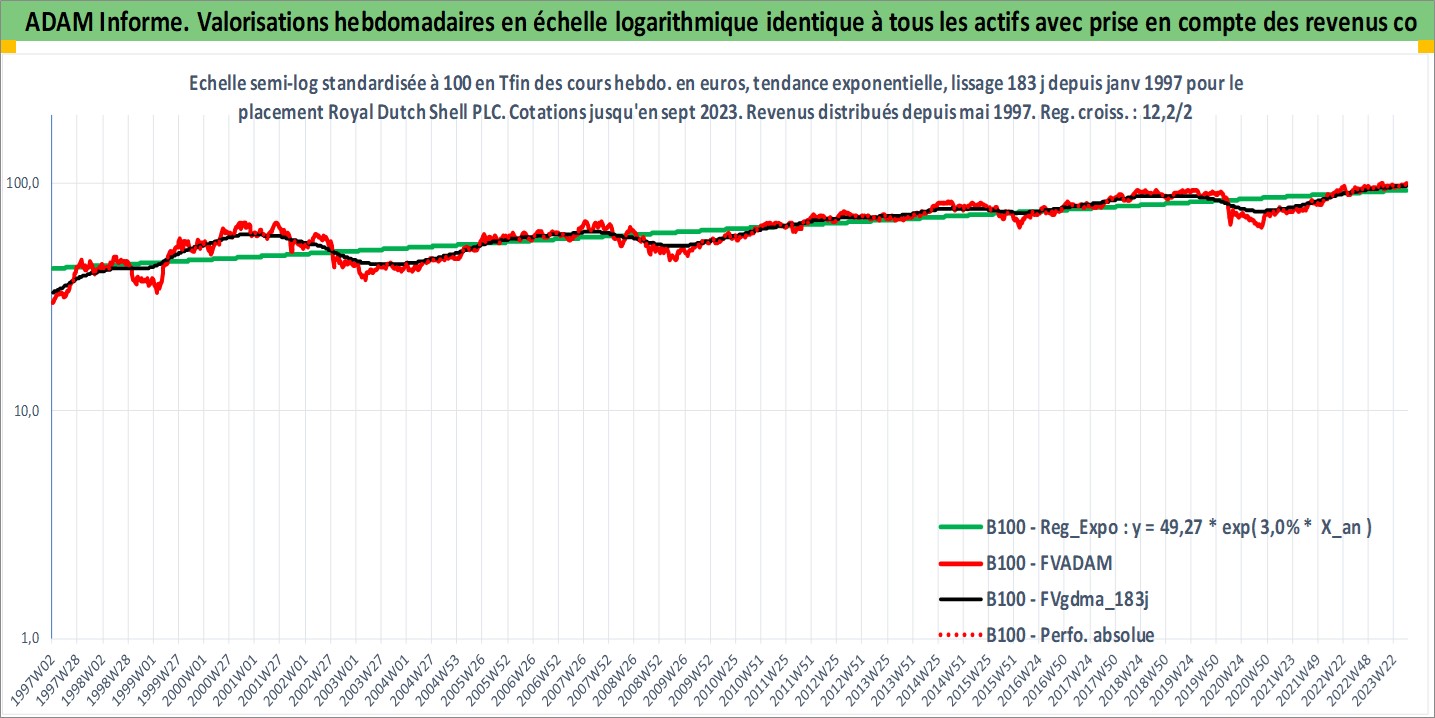 ADAM Informe. Valorisations hebdomadaires en échelle logarithmique identique à tous les actifs avec prise en compte des revenus co
Echelle semi-log standardisée à 100 en Tfin des cours hebdo. en euros, tendance exponentielle, lissage 183 j depuis janv 1997 pour le
placement Royal Dutch Shell PLC. Cotations jusqu'en sept 2023. Revenus distribués depuis mai 1997. Reg. croiss. : 12,2/2
100,0
10,0
1,0
B100 - Reg_Expo : y = 49,27 * exp( 3,0% * X_an )
B100 - FVADAM
B100 - FVgdma_183j
B100 - Perfo. absolue
1997W02
1997W28
1998W02
1998W28
1999W01
1999W27
2000W01
2000W27
2001W01
2001W27
2002W01
2002W27
2003W01
2003W27
2004W01
2004W27
2004W53
2005W26
2005W52
2006W26
2006W52
2007W26
2007W52
2008W26
2008W52
2009W26
2009W52
2010W25
2010W51
2011W25
2011W51
2012W25
2012W51
2013W25
2013W51
2014W25
2014W51
2015W25
2015W51
2016W24
2016W50
2017W24
2017W50
2018W24
2018W50
2019W24
2019W50
2020W24
2020W50
2021W23
2021W49
2022W22
2022W48
2023W22